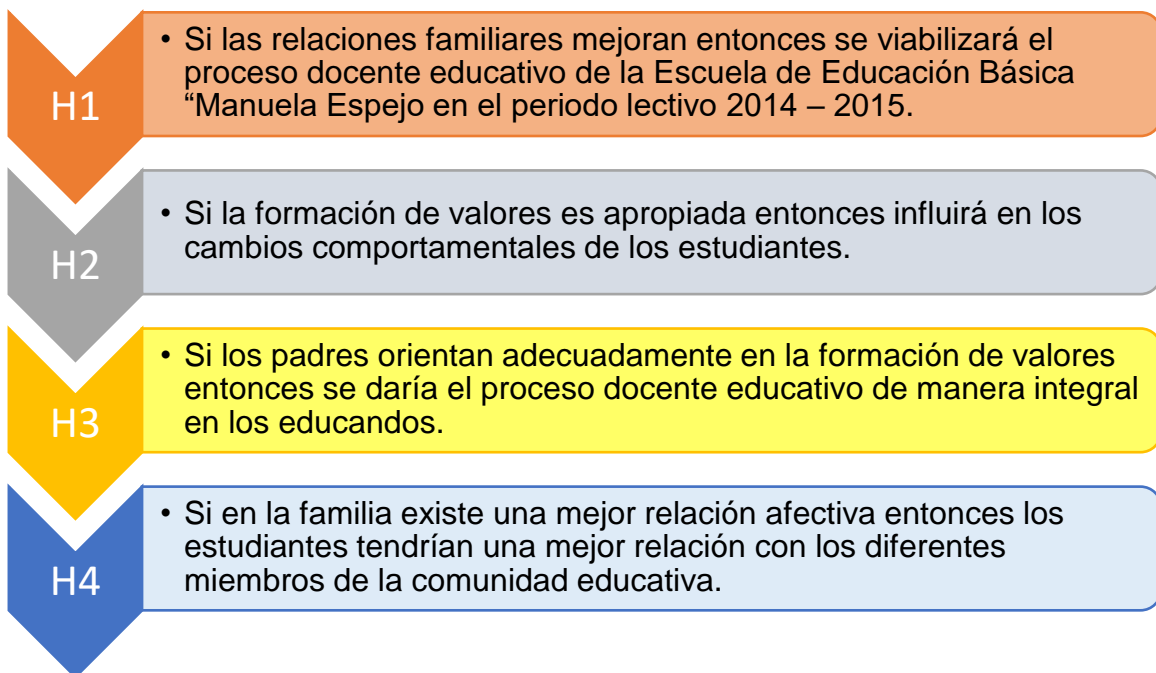 H1
• Si las relaciones familiares mejoran entonces se viabilizará el
proceso docente educativo de la Escuela de Educación Básica
“Manuela Espejo en el periodo lectivo 2014 – 2015.
H2
• Si la formación de valores es apropiada entonces influirá en los
cambios comportamentales de los estudiantes.
H3
• Si los padres orientan adecuadamente en la formación de valores
entonces se daría el proceso docente educativo de manera integral
en los educandos.
H4
• Si en la familia existe una mejor relación afectiva entonces los
estudiantes tendrían una mejor relación con los diferentes
miembros de la comunidad educativa.